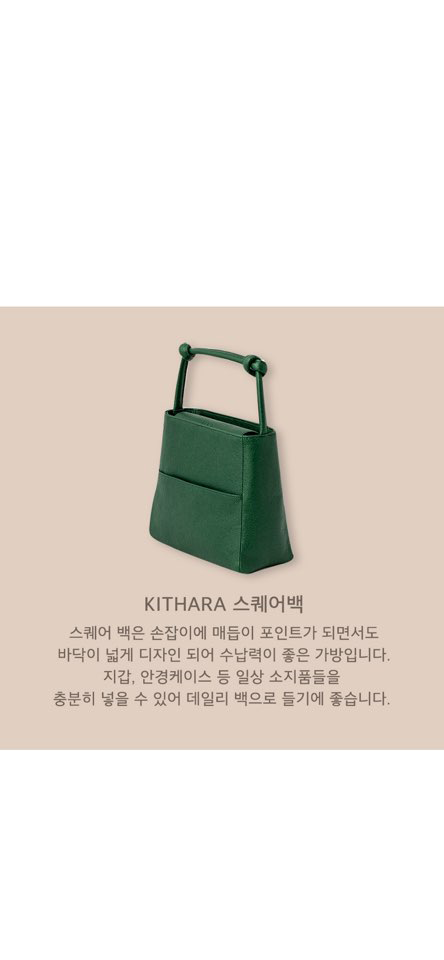 KITHARA 스퀘어백
스퀘어 백은 손잡이에 매듭이 포인트가 되면서도
바닥이 넓게 디자인 되어 수납력이 좋은 가방입니다.
지갑, 안경케이스 등 일상 소지품들을
충분히 넣을 수 있어 데일리 백으로 들기에 좋습니다.